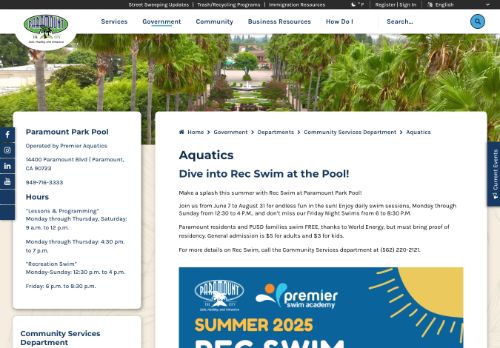 Street Sweeping Updates | Trash/Recycling Programs | Immigration Resources
°F
Register | Sign In
English
PARAMOUNT
Safe, Healthy, and Attractive
Services
Government
Community
Business Resources
How Do I
Search...
Current Events
Paramount Park Pool
Operated by Premier Aquatics
14400 Paramount Blvd | Paramount,
CA 90723
949-716-3333
Hours
"Lessons & Programming"
Monday through Thursday, Saturday:
9 a.m. to 12 p.m.
Monday through Thursday: 4:30 pm.
to 7 p.m.
"Recreation Swim"
Monday-Sunday: 12:30 p.m. to 4 p.m.
Friday: 6 p.m. to 8:30 p.m.
Community Services
Department
Home > Government > Departments > Community Services Department > Aquatics
Aquatics
Dive into Rec Swim at the Pool!
Make a splash this summer with Rec Swim at Paramount Park Pool!
Join us from June 7 to August 31 for endless fun in the sun! Enjoy daily swim sessions, Monday through
Sunday from 12:30 to 4 P.M., and don't miss our Friday Night Swims from 6 to 8:30 P.M.
Paramount residents and PUSD families swim FREE, thanks to World Energy, but must bring proof of
residency. General admission is $5 for adults and $3 for kids.
For more details on Rec Swim, call the Community Services department at (562) 220-2121.
PARAMOUNT
Safe, Healthy, and Attractive
premier
swim academy
SUMMER 2025
REC SWIM